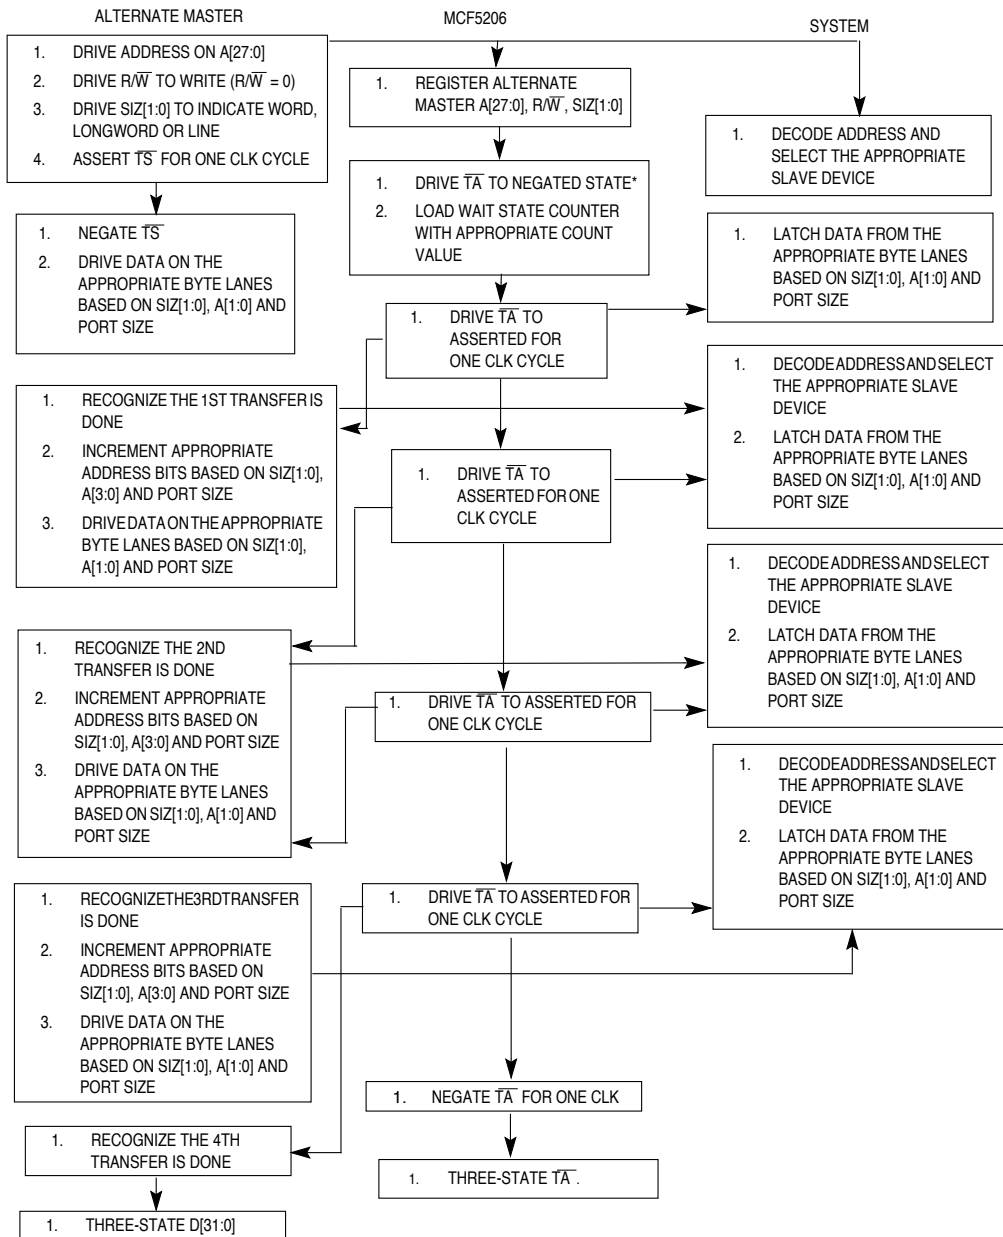 ALTERNATE MASTER
MCF5206
SYSTEM
1. DRIVE ADDRESS ON A[27:0]
2. DRIVE R/W̅ TO WRITE (R/W̅ = 0)
3. DRIVE SIZ[1:0] TO INDICATE WORD,
LONGWORD OR LINE
4. ASSERT T̅S̅ FOR ONE CLK CYCLE
1. REGISTER ALTERNATE
MASTER A[27:0], R/W̅, SIZ[1:0]
1. DECODE ADDRESS AND
SELECT THE APPROPRIATE
SLAVE DEVICE
1. DRIVE T̅A̅ TO NEGATED STATE*
2. LOAD WAIT STATE COUNTER
WITH APPROPRIATE COUNT
VALUE
1. NEGATE T̅S̅
2. DRIVE DATA ON THE
APPROPRIATE BYTE LANES
BASED ON SIZ[1:0], A[1:0] AND
PORT SIZE
1. LATCH DATA FROM THE
APPROPRIATE BYTE LANES
BASED ON SIZ[1:0], A[1:0] AND
PORT SIZE
1. DRIVE T̅A̅ TO
ASSERTED FOR
ONE CLK CYCLE
1. DECODE ADDRESS AND SELECT
THE APPROPRIATE SLAVE
DEVICE
2. LATCH DATA FROM THE
APPROPRIATE BYTE LANES
BASED ON SIZ[1:0], A[1:0] AND
PORT SIZE
1. RECOGNIZE THE 1ST TRANSFER IS
DONE
2. INCREMENT APPROPRIATE
ADDRESS BITS BASED ON SIZ[1:0],
A[3:0] AND PORT SIZE
3. DRIVE DATA ON THE APPROPRIATE
BYTE LANES BASED ON SIZ[1:0],
A[1:0] AND PORT SIZE
1. DRIVE T̅A̅ TO
ASSERTED FOR ONE
CLK CYCLE
1. DECODE ADDRESS AND SELECT
THE APPROPRIATE SLAVE
DEVICE
2. LATCH DATA FROM THE
APPROPRIATE BYTE LANES
BASED ON SIZ[1:0], A[1:0] AND
PORT SIZE
1. RECOGNIZE THE 2ND
TRANSFER IS DONE
2. INCREMENT APPROPRIATE
ADDRESS BITS BASED ON
SIZ[1:0], A[3:0] AND PORT SIZE
3. DRIVE DATA ON THE
APPROPRIATE BYTE LANES
BASED ON SIZ[1:0], A[1:0] AND
PORT SIZE
1. DRIVE T̅A̅ TO ASSERTED FOR
ONE CLK CYCLE
1. DECODE ADDRESS AND SELECT
THE APPROPRIATE SLAVE
DEVICE
2. LATCH DATA FROM THE
APPROPRIATE BYTE LANES
BASED ON SIZ[1:0], A[1:0] AND
PORT SIZE
1. RECOGNIZE THE 3RD TRANSFER
IS DONE
2. INCREMENT APPROPRIATE
ADDRESS BITS BASED ON
SIZ[1:0], A[3:0] AND PORT SIZE
3. DRIVE DATA ON THE
APPROPRIATE BYTE LANES
BASED ON SIZ[1:0], A[1:0] AND
PORT SIZE
1. DRIVE T̅A̅ TO ASSERTED FOR
ONE CLK CYCLE
1. NEGATE T̅A̅ FOR ONE CLK
1. RECOGNIZE THE 4TH
TRANSFER IS DONE
1. THREE-STATE T̅A̅ .
1. THREE-STATE D[31:0]